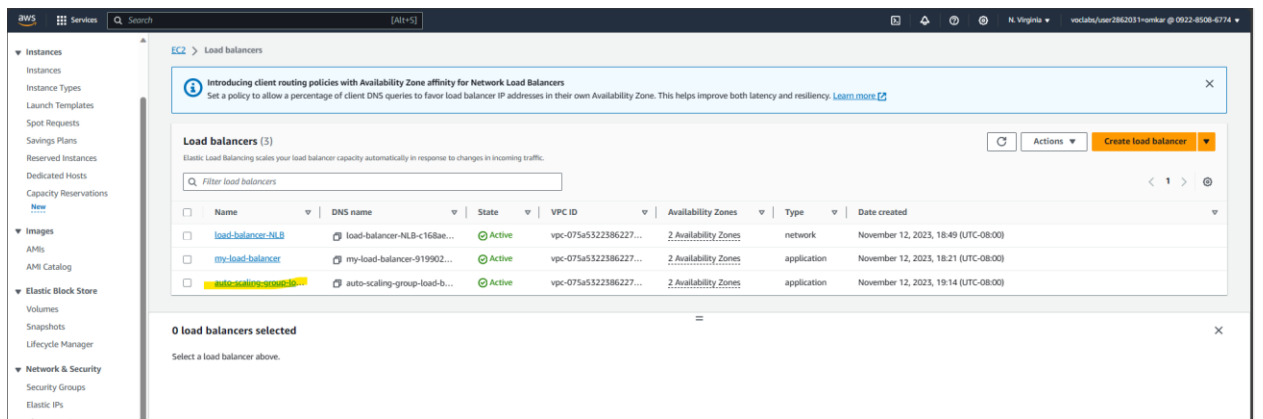 aws Services Search [Alt+S] N. Virginia voclabs/user2862031=omkar @ 0922-8508-6774
Instances
Instances
Instance Types
Launch Templates
Spot Requests
Savings Plans
Reserved Instances
Dedicated Hosts
Capacity Reservations
New
Images
AMIs
AMI Catalog
Elastic Block Store
Volumes
Snapshots
Lifecycle Manager
Network & Security
Security Groups
Elastic IPs
EC2 > Load balancers
Introducing client routing policies with Availability Zone affinity for Network Load Balancers
Set a policy to allow a percentage of client DNS queries to favor load balancer IP addresses in their own Availability Zone. This helps improve both latency and resiliency. Learn more
Load balancers (3) Actions Create load balancer
Elastic Load Balancing scales your load balancer capacity automatically in response to changes in incoming traffic.
Filter load balancers 1
Name DNS name State VPC ID Availability Zones Type Date created
load-balancer-NLB load-balancer-NLB-c168ae... Active vpc-075a5322386227... 2 Availability Zones network November 12, 2023, 18:49 (UTC-08:00)
my-load-balancer my-load-balancer-919902... Active vpc-075a5322386227... 2 Availability Zones application November 12, 2023, 18:21 (UTC-08:00)
auto-scaling-group-lo... auto-scaling-group-load-b... Active vpc-075a5322386227... 2 Availability Zones application November 12, 2023, 19:14 (UTC-08:00)
0 load balancers selected
Select a load balancer above.